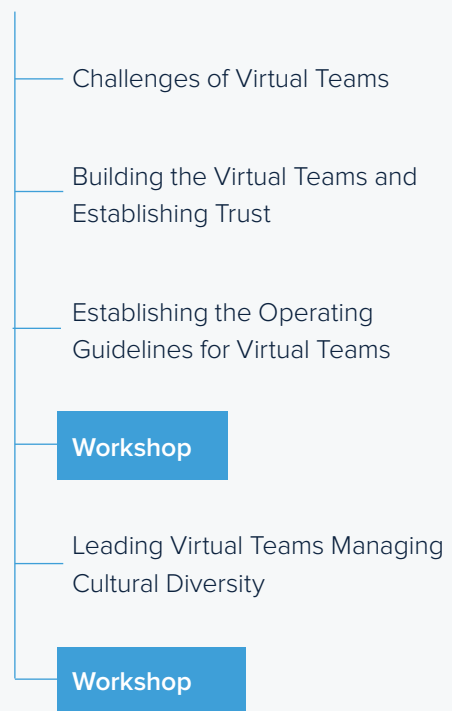 Challenges of Virtual Teams
Building the Virtual Teams and
Establishing Trust
Establishing the Operating
Guidelines for Virtual Teams
Workshop
Leading Virtual Teams Managing
Cultural Diversity
Workshop